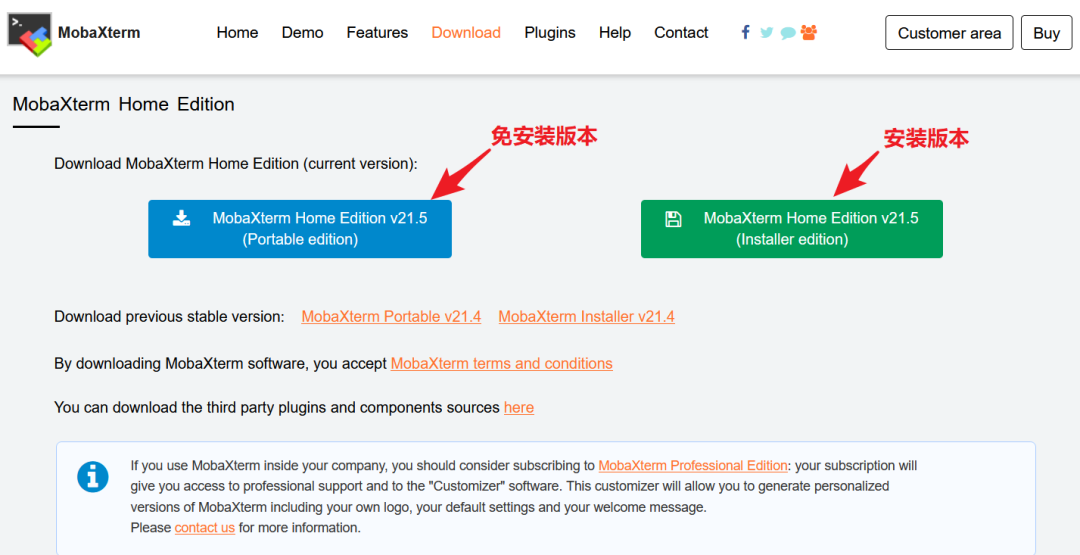 MobaXterm
Home Demo Features Download Plugins Help Contact Customer area Buy
MobaXterm Home Edition
免安装版本
安装版本
Download MobaXterm Home Edition (current version):
MobaXterm Home Edition v21.5
(Portable edition)
MobaXterm Home Edition v21.5
(Installer edition)
Download previous stable version: MobaXterm Portable v21.4 MobaXterm Installer v21.4
By downloading MobaXterm software, you accept MobaXterm terms and conditions
You can download the third party plugins and components sources here
If you use MobaXterm inside your company, you should consider subscribing to MobaXterm Professional Edition: your subscription will
give you access to professional support and to the "Customizer" software. This customizer will allow you to generate personalized
versions of MobaXterm including your own logo, your default settings and your welcome message.
Please contact us for more information.